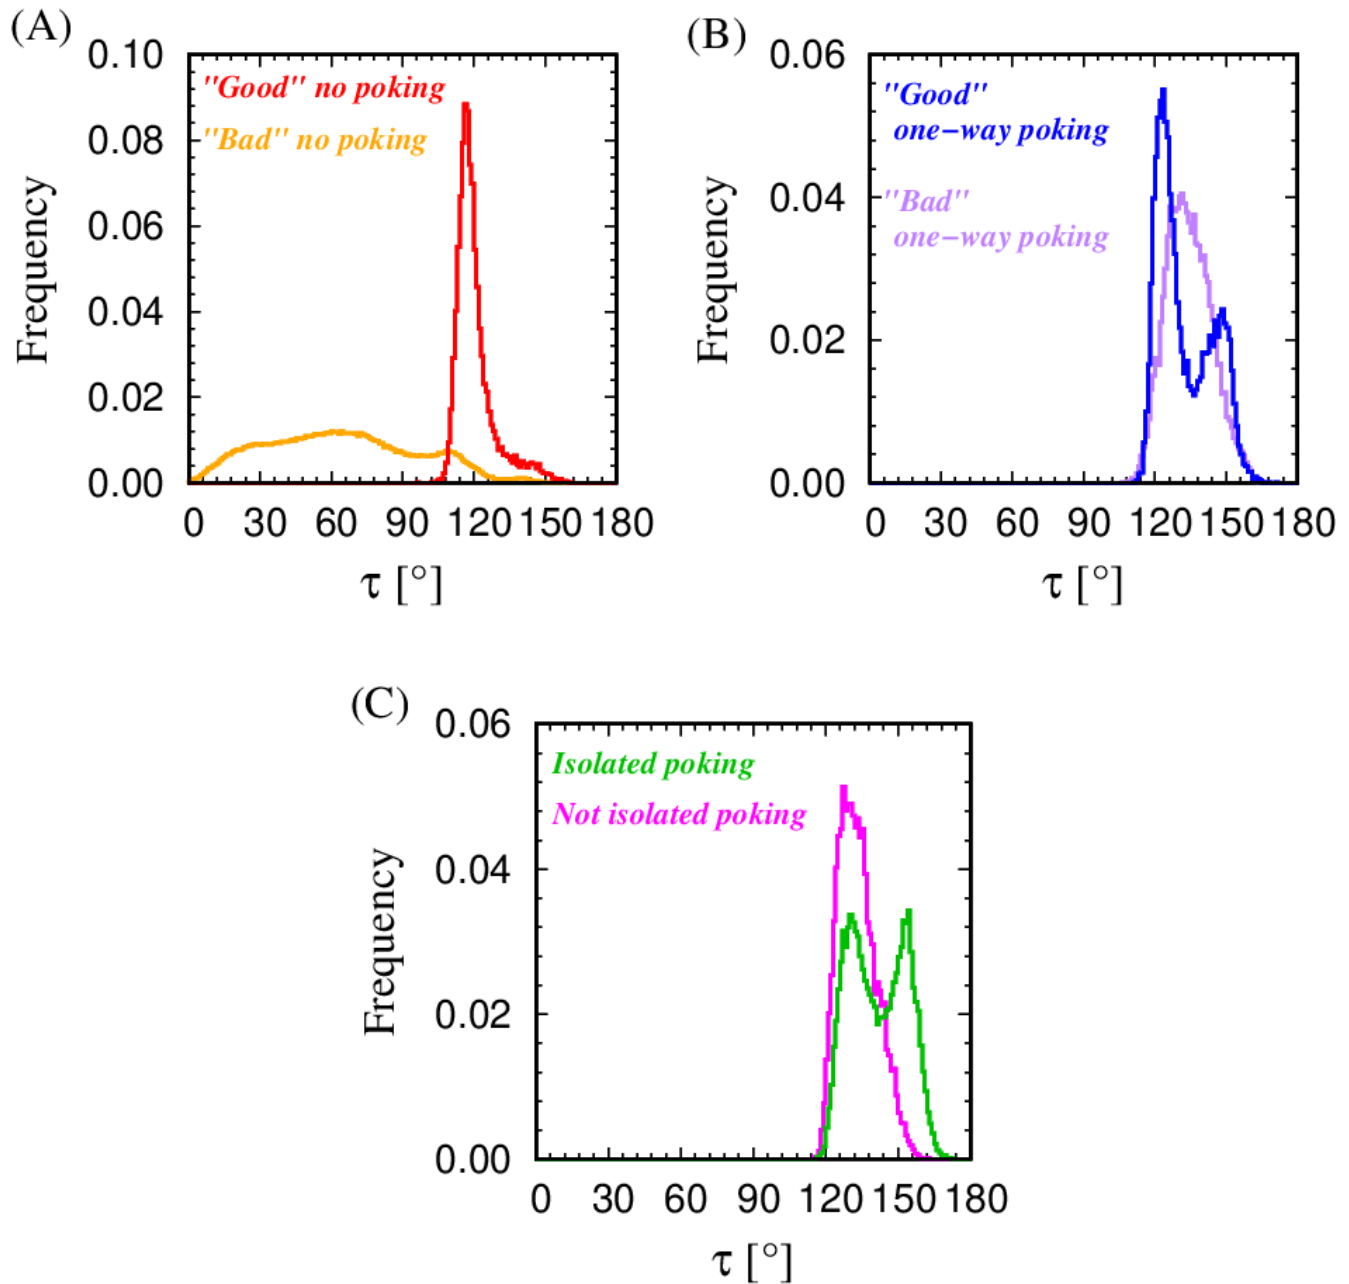 (A)
0.10
0.08
0.06
0.04
0.02
0.00
Frequency
"Good" no poking
"Bad" no poking
0 30 60 90 120 150 180
τ [°]
(B)
0.06
0.04
0.02
0.00
Frequency
"Good"
one−way poking
"Bad"
one−way poking
0 30 60 90 120 150 180
τ [°]
(C)
0.06
0.04
0.02
0.00
Frequency
Isolated poking
Not isolated poking
0 30 60 90 120 150 180
τ [°]